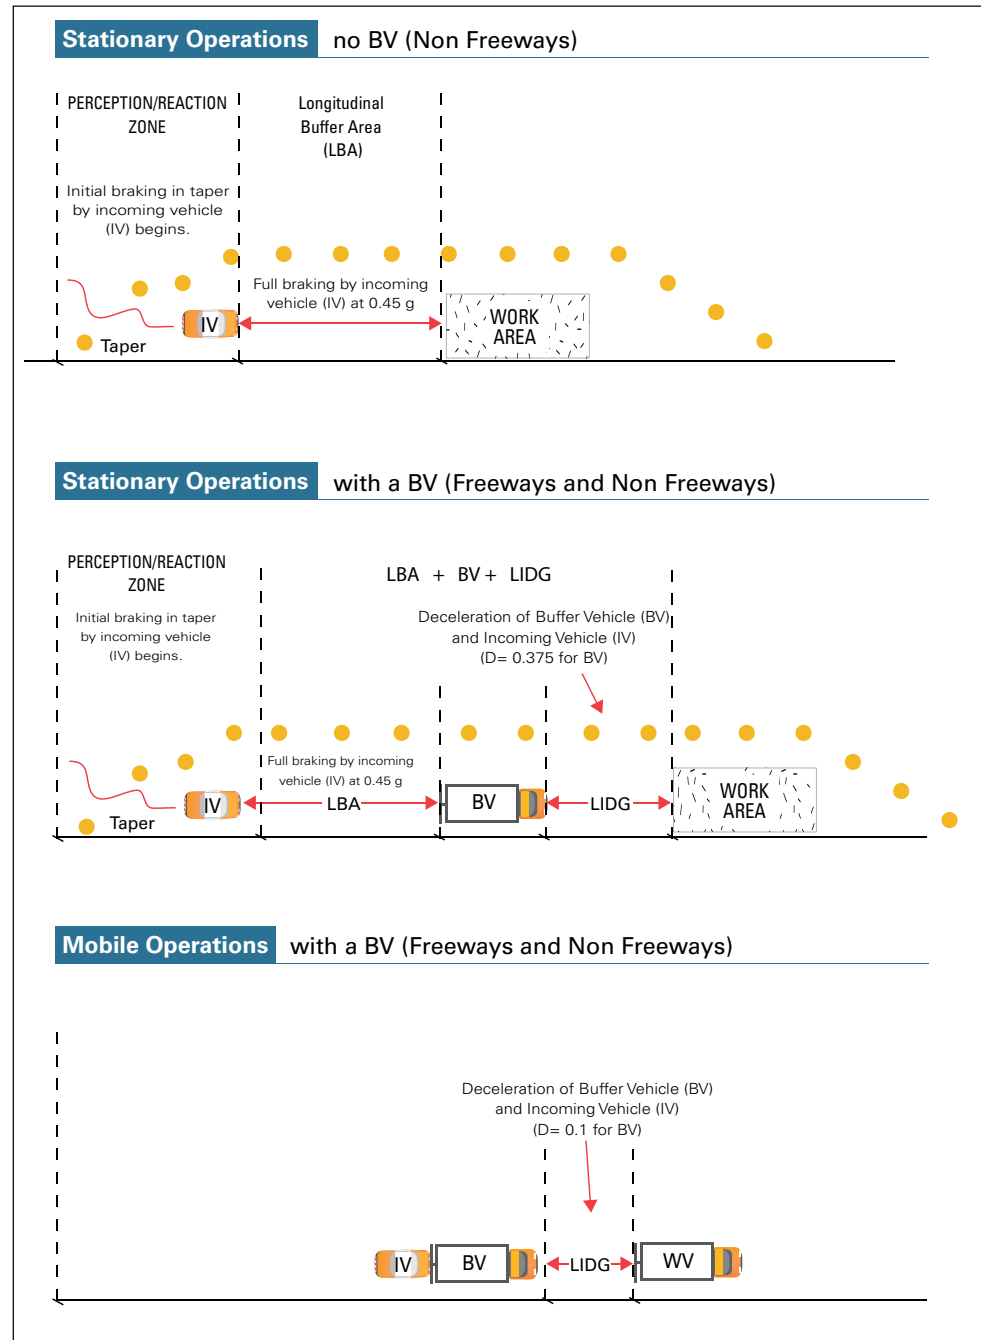 Stationary Operations no BV (Non Freeways)
PERCEPTION/REACTION
ZONE
Longitudinal
Buffer Area
(LBA)
Initial braking in taper
by incoming vehicle
(IV) begins.
Full braking by incoming
vehicle (IV) at 0.45 g
IV
WORK
AREA
Taper
Stationary Operations with a BV (Freeways and Non Freeways)
PERCEPTION/REACTION
ZONE
LBA + BV + LIDG
Initial braking in taper
by incoming vehicle
(IV) begins.
Deceleration of Buffer Vehicle (BV)
and Incoming Vehicle (IV)
(D= 0.375 for BV)
Full braking by incoming
vehicle (IV) at 0.45 g
IV
LBA
BV
LIDG
WORK
AREA
Taper
Mobile Operations with a BV (Freeways and Non Freeways)
Deceleration of Buffer Vehicle (BV)
and Incoming Vehicle (IV)
(D= 0.1 for BV)
IV
BV
LIDG
WV